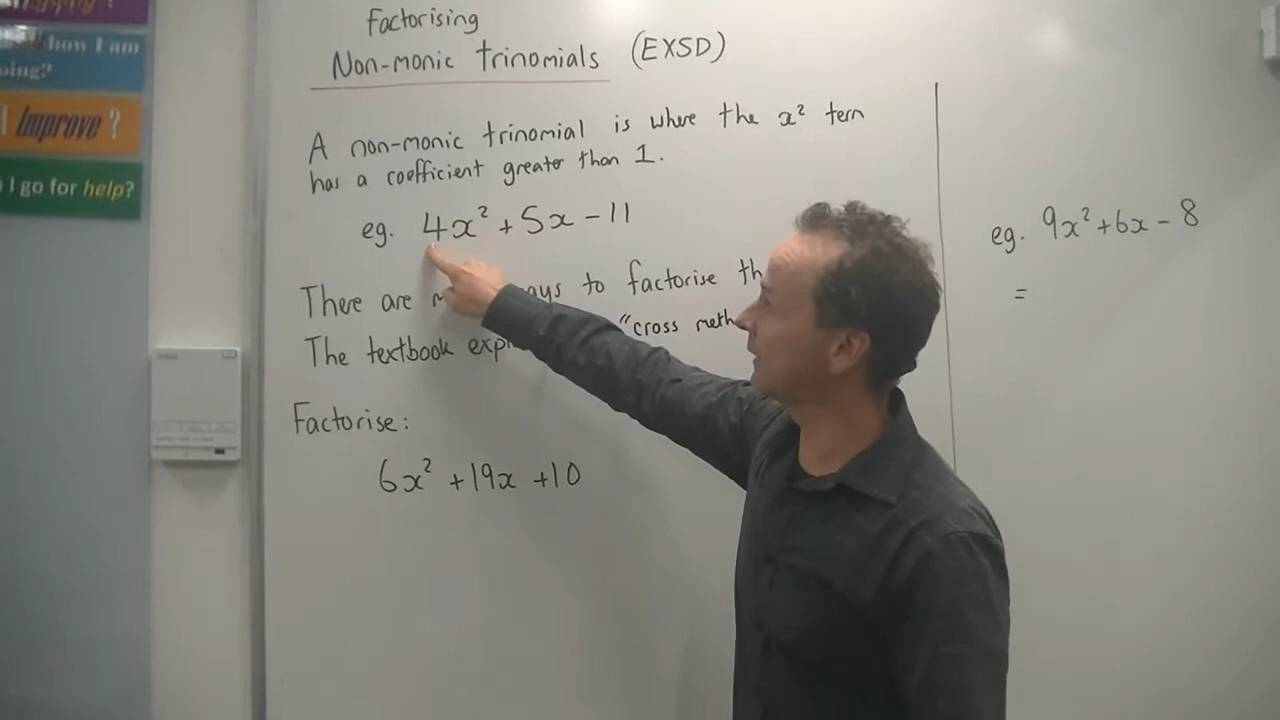 how I am
oing?
I Improve?
I go for help?
Factorising
Non-monic trinomials (EXSD)
A non-monic trinomial is where the x² term
has a coefficient greater than 1.
eg. 4x² + 5x - 11
There are ays to factorise th
The textbook exp "cross meth
Factorise:
6x² + 19x + 10
eg. 9x² + 6x - 8
=